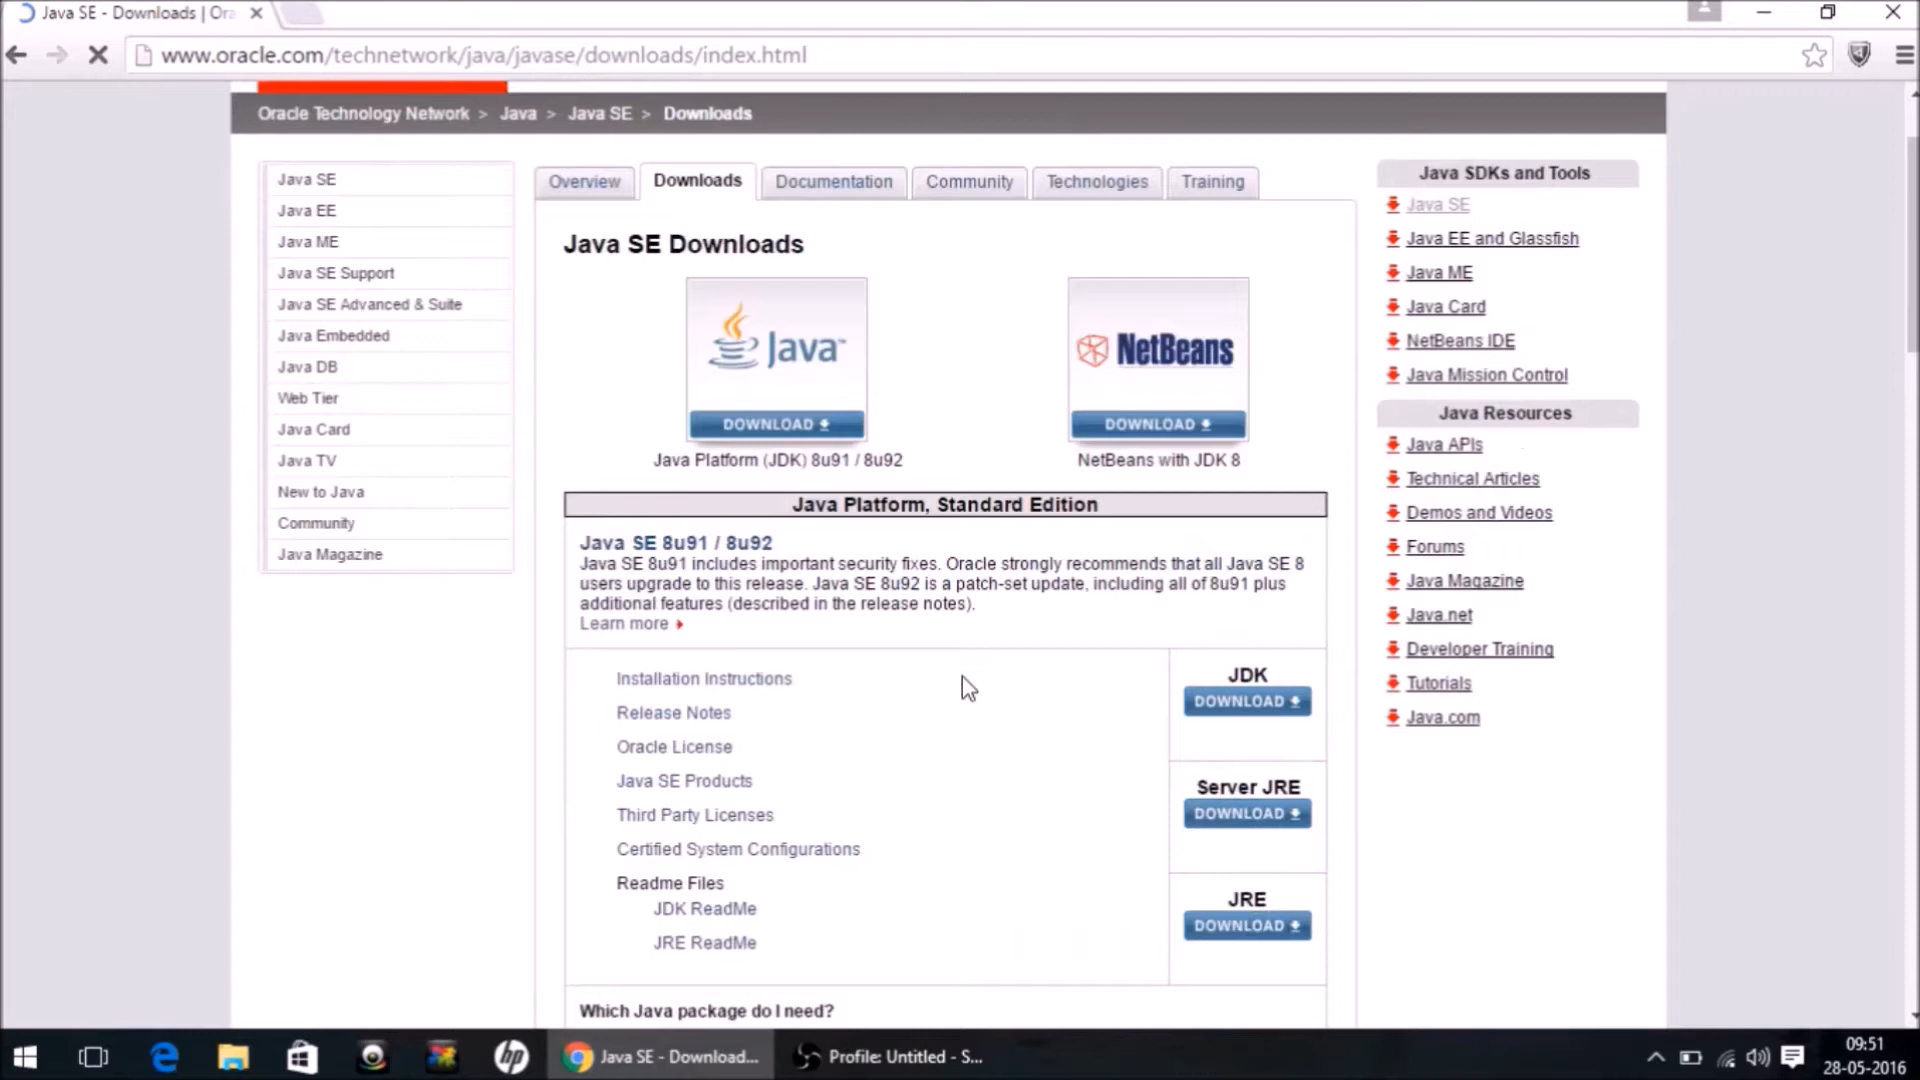 Java SE - Downloads | Ora
www.oracle.com/technetwork/java/javase/downloads/index.html
Oracle Technology Network > Java > Java SE > Downloads
Java SE
Java EE
Java ME
Java SE Support
Java SE Advanced & Suite
Java Embedded
Java DB
Web Tier
Java Card
Java TV
New to Java
Community
Java Magazine
Overview Downloads Documentation Community Technologies Training
Java SE Downloads
Java™
DOWNLOAD
Java Platform (JDK) 8u91 / 8u92
NetBeans
DOWNLOAD
NetBeans with JDK 8
Java Platform, Standard Edition
Java SE 8u91 / 8u92
Java SE 8u91 includes important security fixes. Oracle strongly recommends that all Java SE 8
users upgrade to this release. Java SE 8u92 is a patch-set update, including all of 8u91 plus
additional features (described in the release notes).
Learn more
Installation Instructions
Release Notes
Oracle License
Java SE Products
Third Party Licenses
Certified System Configurations
Readme Files
JDK ReadMe
JRE ReadMe
JDK
DOWNLOAD
Server JRE
DOWNLOAD
JRE
DOWNLOAD
Which Java package do I need?
Java SDKs and Tools
Java SE
Java EE and Glassfish
Java ME
Java Card
NetBeans IDE
Java Mission Control
Java Resources
Java APIs
Technical Articles
Demos and Videos
Forums
Java Magazine
Java.net
Developer Training
Tutorials
Java.com
hp
Java SE - Download...
Profile: Untitled - S...
09:51
28-05-2016